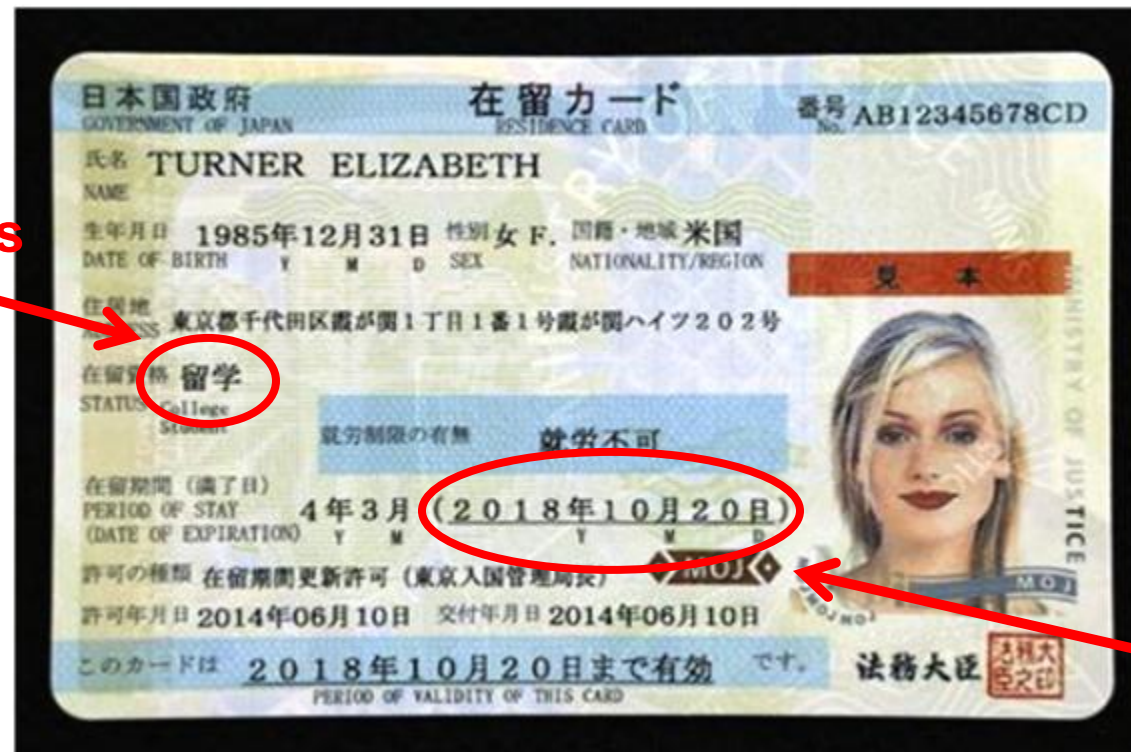 日本国政府 在留カード 番号 AB12345678CD
GOVERNMENT OF JAPAN RESIDENCE CARD No.
氏名 TURNER ELIZABETH
NAME
生年月日 1985年12月31日 性別 女 F. 国籍・地域 米国
DATE OF BIRTH Y M D SEX NATIONALITY/REGION
見本
s
住居地 東京都千代田区霞が関1丁目1番1号霞が関ハイツ202号
在留資格 留学
STATUS College
Student
就労制限の有無 就労不可
在留期間(満了日)
PERIOD OF STAY 4年3月(2018年10月20日)
(DATE OF EXPIRATION) Y M Y M D
MOJ
許可の種類 在留期間更新許可(東京入国管理局長)
許可年月日 2014年06月10日 交付年月日 2014年06月10日
このカードは 2018年10月20日まで有効 です。
PERIOD OF VALIDITY OF THIS CARD
法務大臣
MINISTRY OF JUSTICE
MOJ